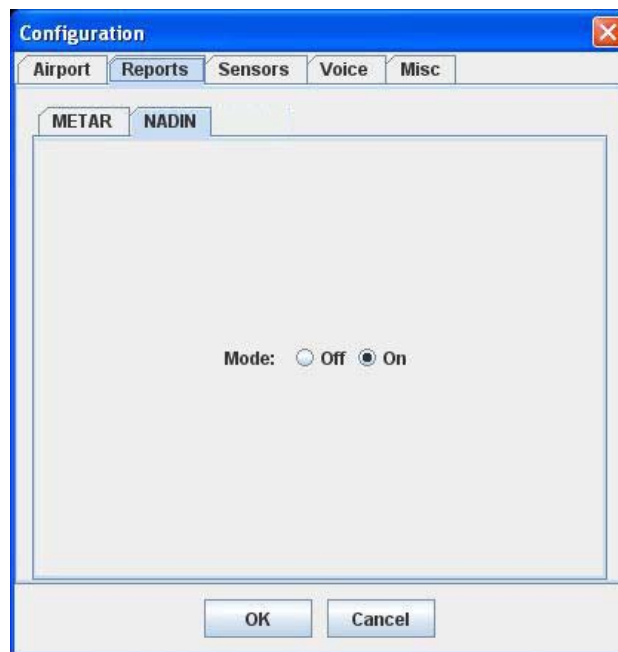 Configuration
Airport Reports Sensors Voice Misc
METAR NADIN
Mode: Off On
OK Cancel